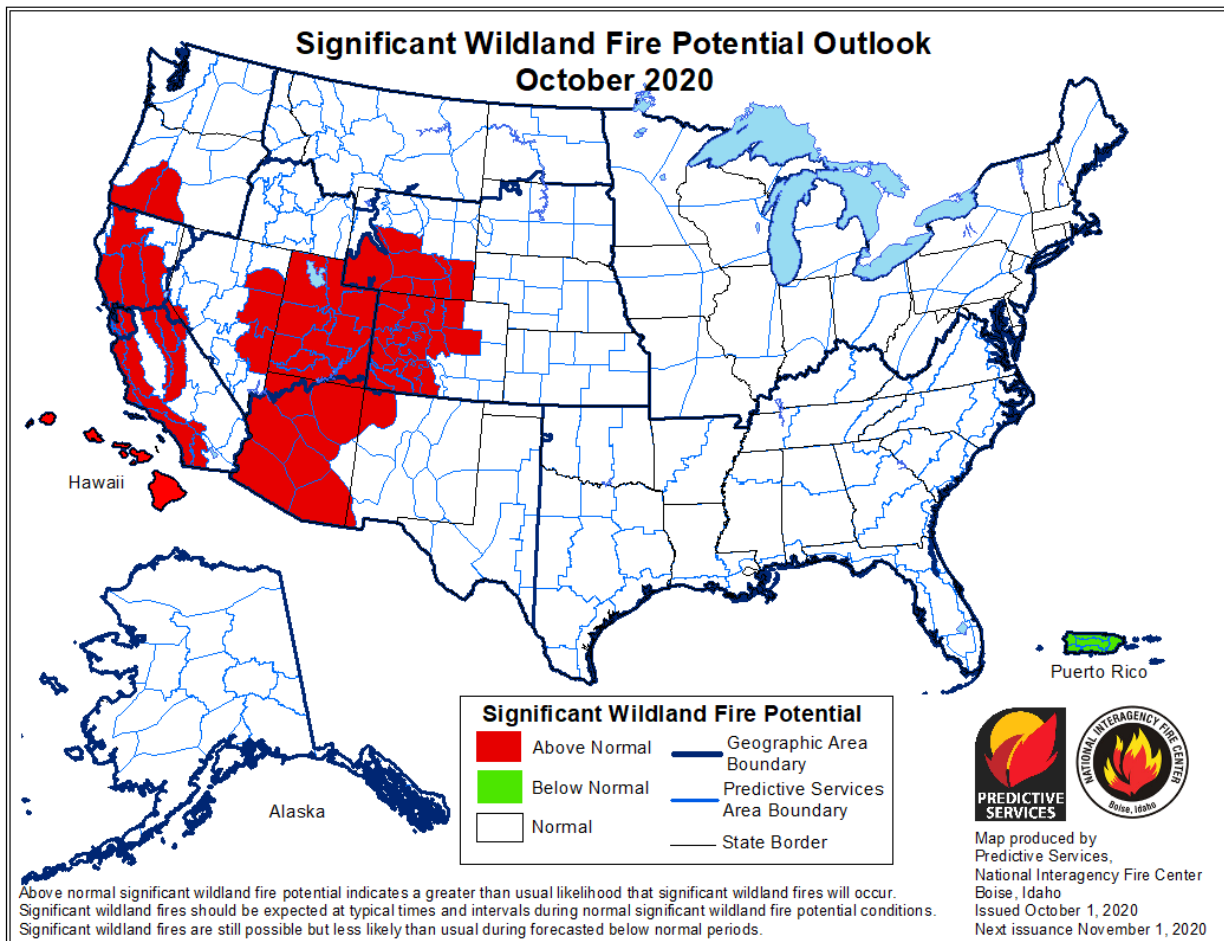 Significant Wildland Fire Potential Outlook
October 2020
Hawaii
Alaska
Puerto Rico
Significant Wildland Fire Potential
Above Normal
Below Normal
Normal
Geographic Area
Boundary
Predictive Services
Area Boundary
State Border
PREDICTIVE
SERVICES
NATIONAL INTERAGENCY FIRE CENTER
Boise, Idaho
Map produced by
Predictive Services,
National Interagency Fire Center
Boise, Idaho
Issued October 1, 2020
Next issuance November 1, 2020
Above normal significant wildland fire potential indicates a greater than usual likelihood that significant wildland fires will occur.
Significant wildland fires should be expected at typical times and intervals during normal significant wildland fire potential conditions.
Significant wildland fires are still possible but less likely than usual during forecasted below normal periods.